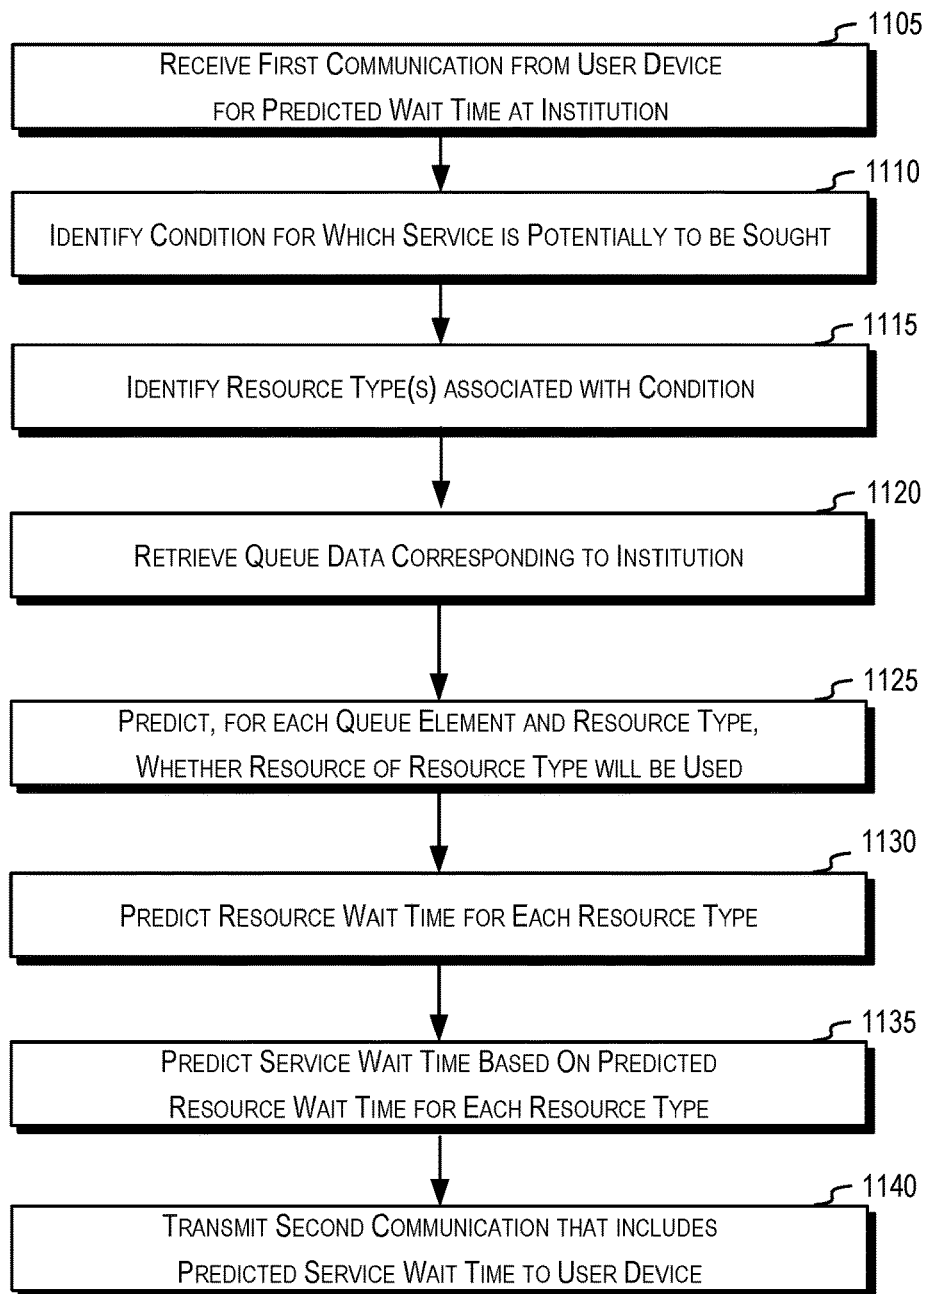 1105
RECEIVE FIRST COMMUNICATION FROM USER DEVICE
FOR PREDICTED WAIT TIME AT INSTITUTION
1110
IDENTIFY CONDITION FOR WHICH SERVICE IS POTENTIALLY TO BE SOUGHT
1115
IDENTIFY RESOURCE TYPE(S) ASSOCIATED WITH CONDITION
1120
RETRIEVE QUEUE DATA CORRESPONDING TO INSTITUTION
1125
PREDICT, FOR EACH QUEUE ELEMENT AND RESOURCE TYPE,
WHETHER RESOURCE OF RESOURCE TYPE WILL BE USED
1130
PREDICT RESOURCE WAIT TIME FOR EACH RESOURCE TYPE
1135
PREDICT SERVICE WAIT TIME BASED ON PREDICTED
RESOURCE WAIT TIME FOR EACH RESOURCE TYPE
1140
TRANSMIT SECOND COMMUNICATION THAT INCLUDES
PREDICTED SERVICE WAIT TIME TO USER DEVICE